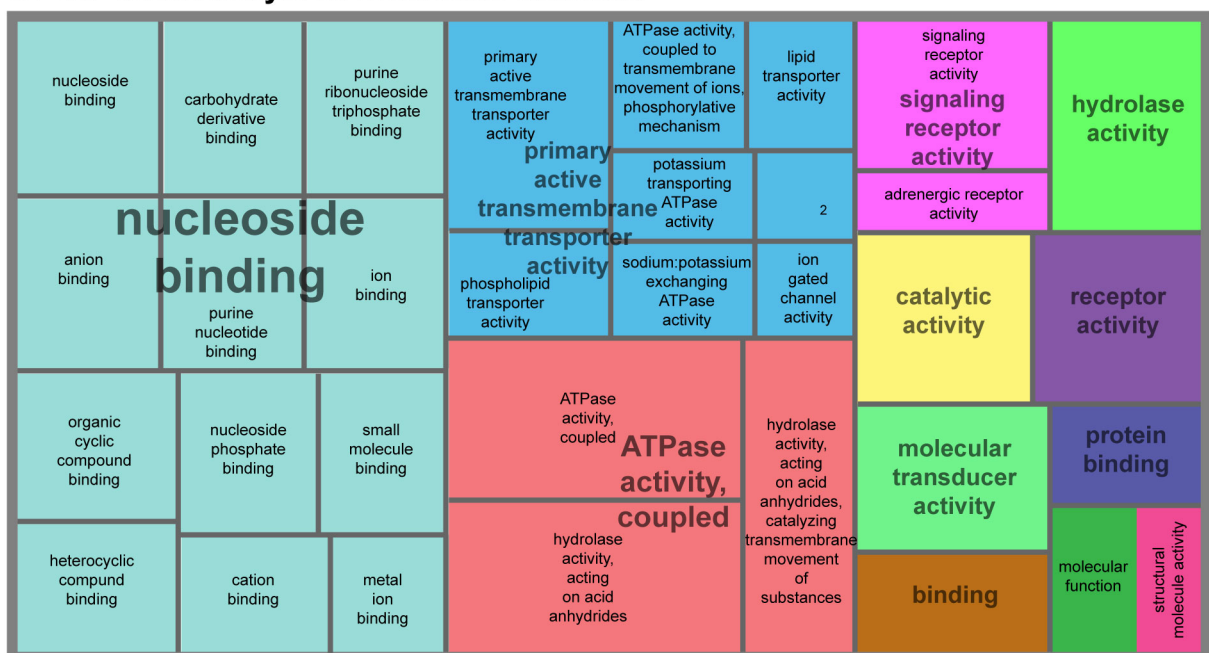 nucleoside
binding
carbohydrate
derivative
binding
purine
ribonucleoside
triphosphate
binding
nucleoside
binding
anion
binding
purine
nucleotide
binding
ion
binding
organic
cyclic
compound
binding
nucleoside
phosphate
binding
small
molecule
binding
heterocyclic
compund
binding
cation
binding
metal
ion
binding
primary
active
transmembrane
transporter
activity
ATPase activity,
coupled to
transmembrane
movement of ions,
phosphorylative
mechanism
lipid
transporter
activity
primary
active
transmembrane
transporter
activity
potassium
transporting
ATPase
activity
2
phospholipid
transporter
activity
sodium:potassium
exchanging
ATPase
activity
ion
gated
channel
activity
ATPase
activity,
coupled
ATPase
activity,
coupled
hydrolase
activity,
acting
on acid
anhydrides
hydrolase
activity,
acting
on acid
anhydrides,
catalyzing
transmembrane
movement
of
substances
signaling
receptor
activity
signaling
receptor
activity
adrenergic receptor
activity
hydrolase
activity
catalytic
activity
receptor
activity
molecular
transducer
activity
protein
binding
binding
molecular
function
structural
molecule activity